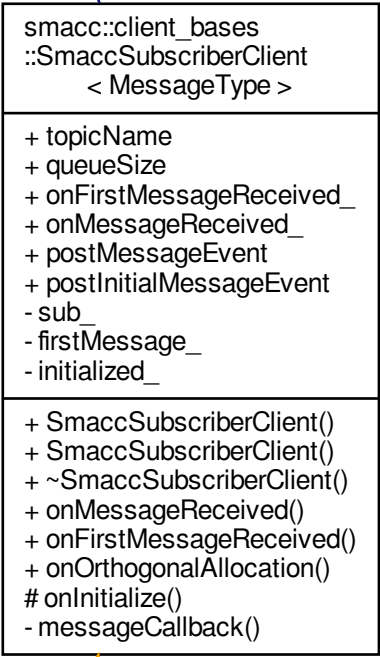 smacc::client_bases
::SmaccSubscriberClient
< MessageType >
+ topicName
+ queueSize
+ onFirstMessageReceived_
+ onMessageReceived_
+ postMessageEvent
+ postInitialMessageEvent
- sub_
- firstMessage_
- initialized_
+ SmaccSubscriberClient()
+ SmaccSubscriberClient()
+ ~SmaccSubscriberClient()
+ onMessageReceived()
+ onFirstMessageReceived()
+ onOrthogonalAllocation()
# onInitialize()
- messageCallback()